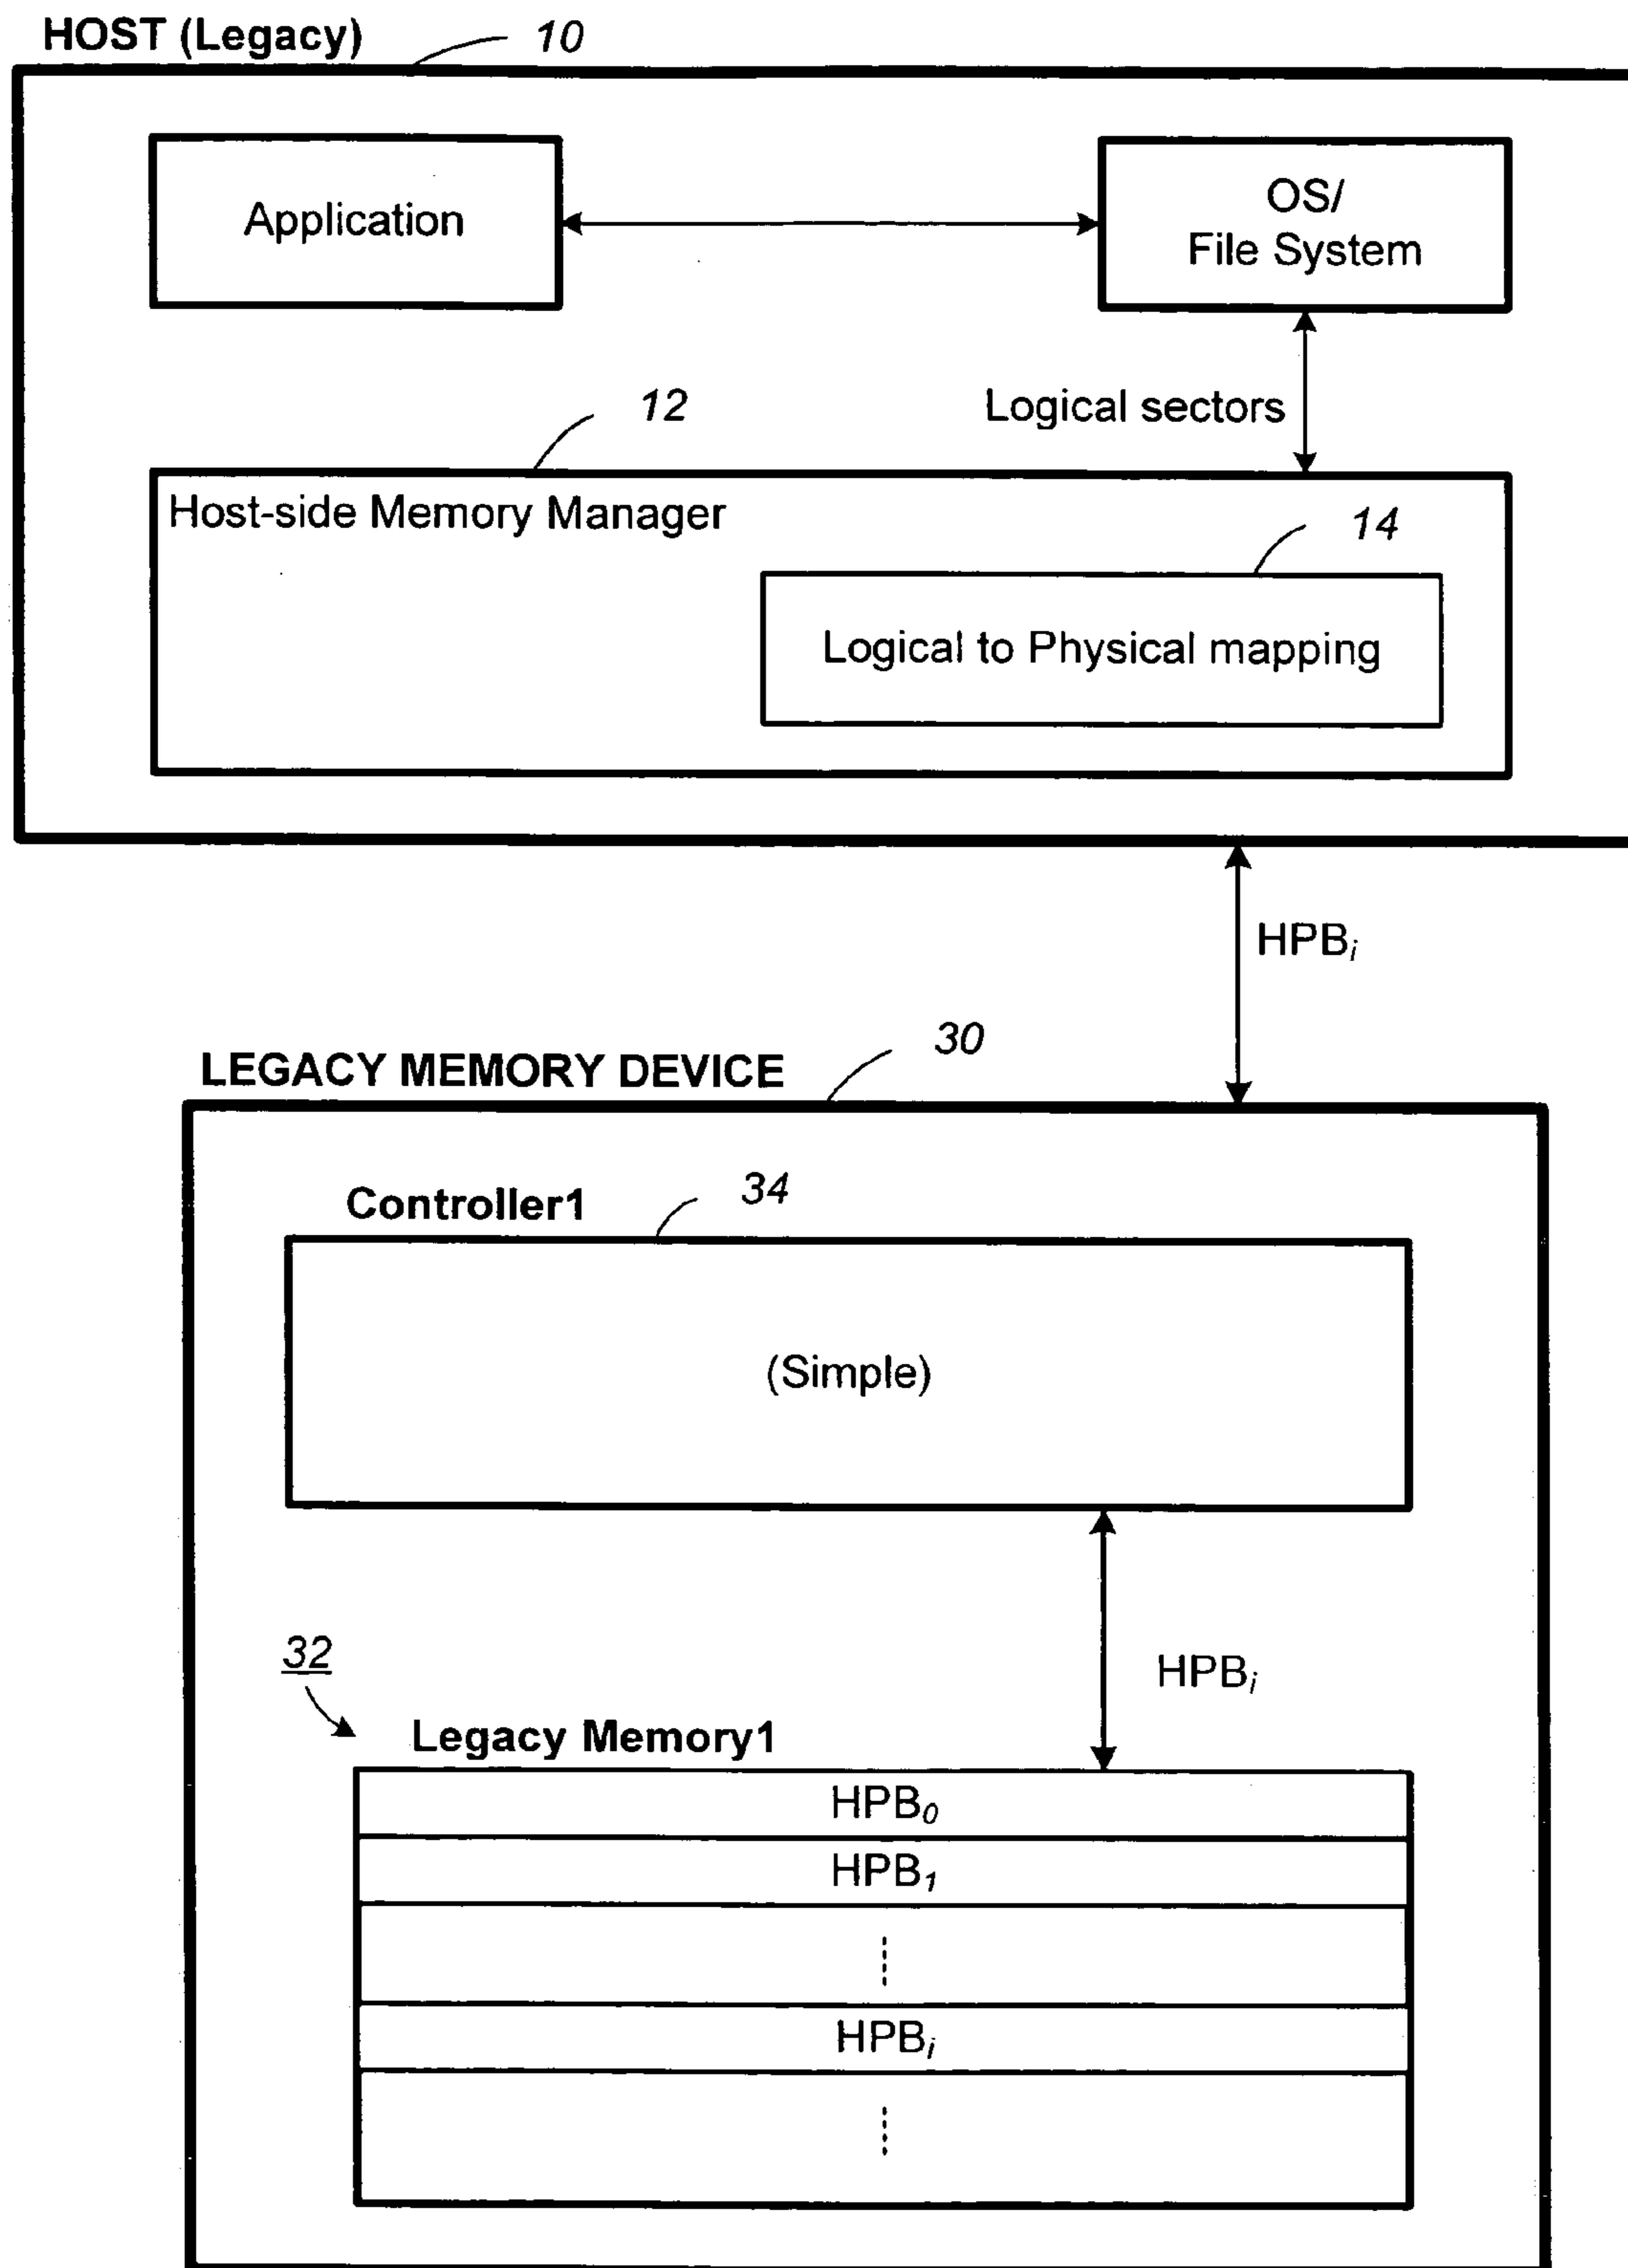 HOST (Legacy)
10
Application
OS/
File System
Logical sectors
12
Host-side Memory Manager
14
Logical to Physical mapping
HPBi
30
LEGACY MEMORY DEVICE
Controller1
34
(Simple)
HPBi
32
Legacy Memory1
HPB0
HPB1
HPBi